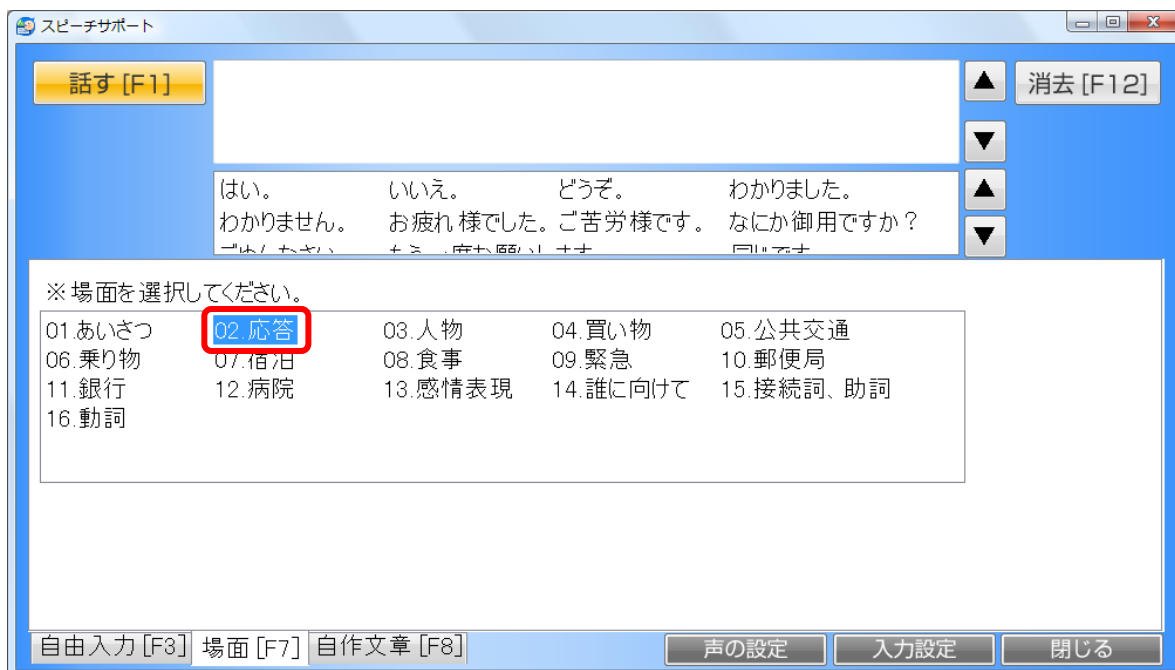 スピーチサポート
話す [F1]
▲
消去 [F12]
▼
はい。 いいえ。 どうぞ。 わかりました。
▲
わかりません。 お疲れ様でした。 ご苦労様です。 なにか御用ですか？
▼
※場面を選択してください。
01.あいさつ 02.応答 03.人物 04.買い物 05.公共交通
06.乗り物 07.宿泊 08.食事 09.緊急 10.郵便局
11.銀行 12.病院 13.感情表現 14.誰に向けて 15.接続詞、助詞
16.動詞
自由入力 [F3] 場面 [F7] 自作文章 [F8] 声の設定 入力設定 閉じる